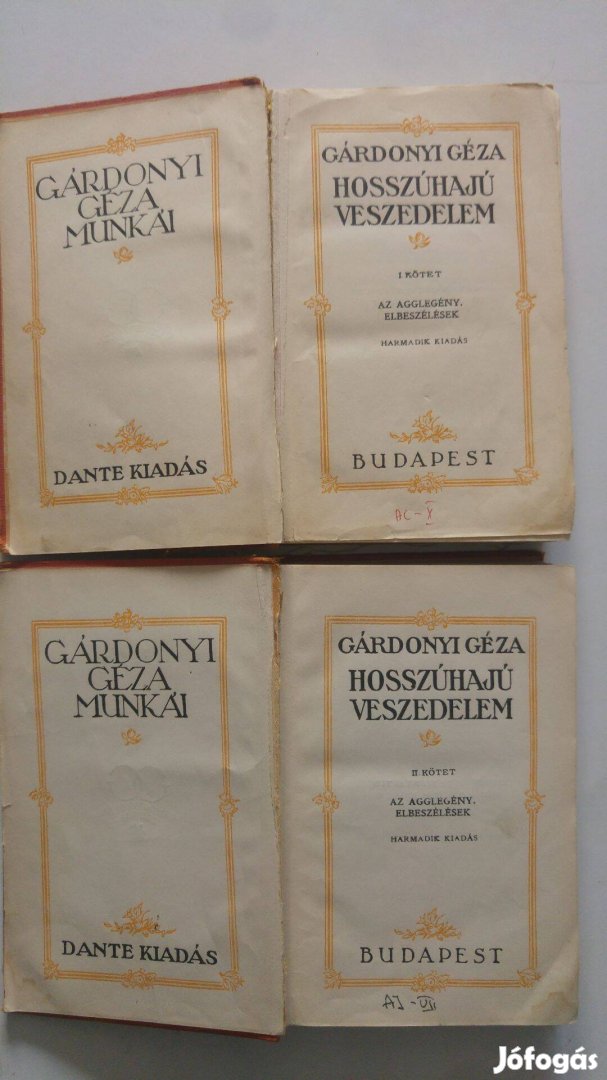 GÁRDONYI
GÉZA
MUNKÁI
DANTE KIADÁS
GÁRDONYI GÉZA
HOSSZÚHAJÚ
VESZEDELEM
I KÖTET
AZ AGGLEGÉNY.
ELBESZÉLÉSEK
HARMADIK KIADÁS
BUDAPEST
AC-X
GÁRDONYI
GÉZA
MUNKÁI
DANTE KIADÁS
GÁRDONYI GÉZA
HOSSZÚHAJÚ
VESZEDELEM
II KÖTET
AZ AGGLEGÉNY.
ELBESZÉLÉSEK
HARMADIK KIADÁS
BUDAPEST
Jófogás